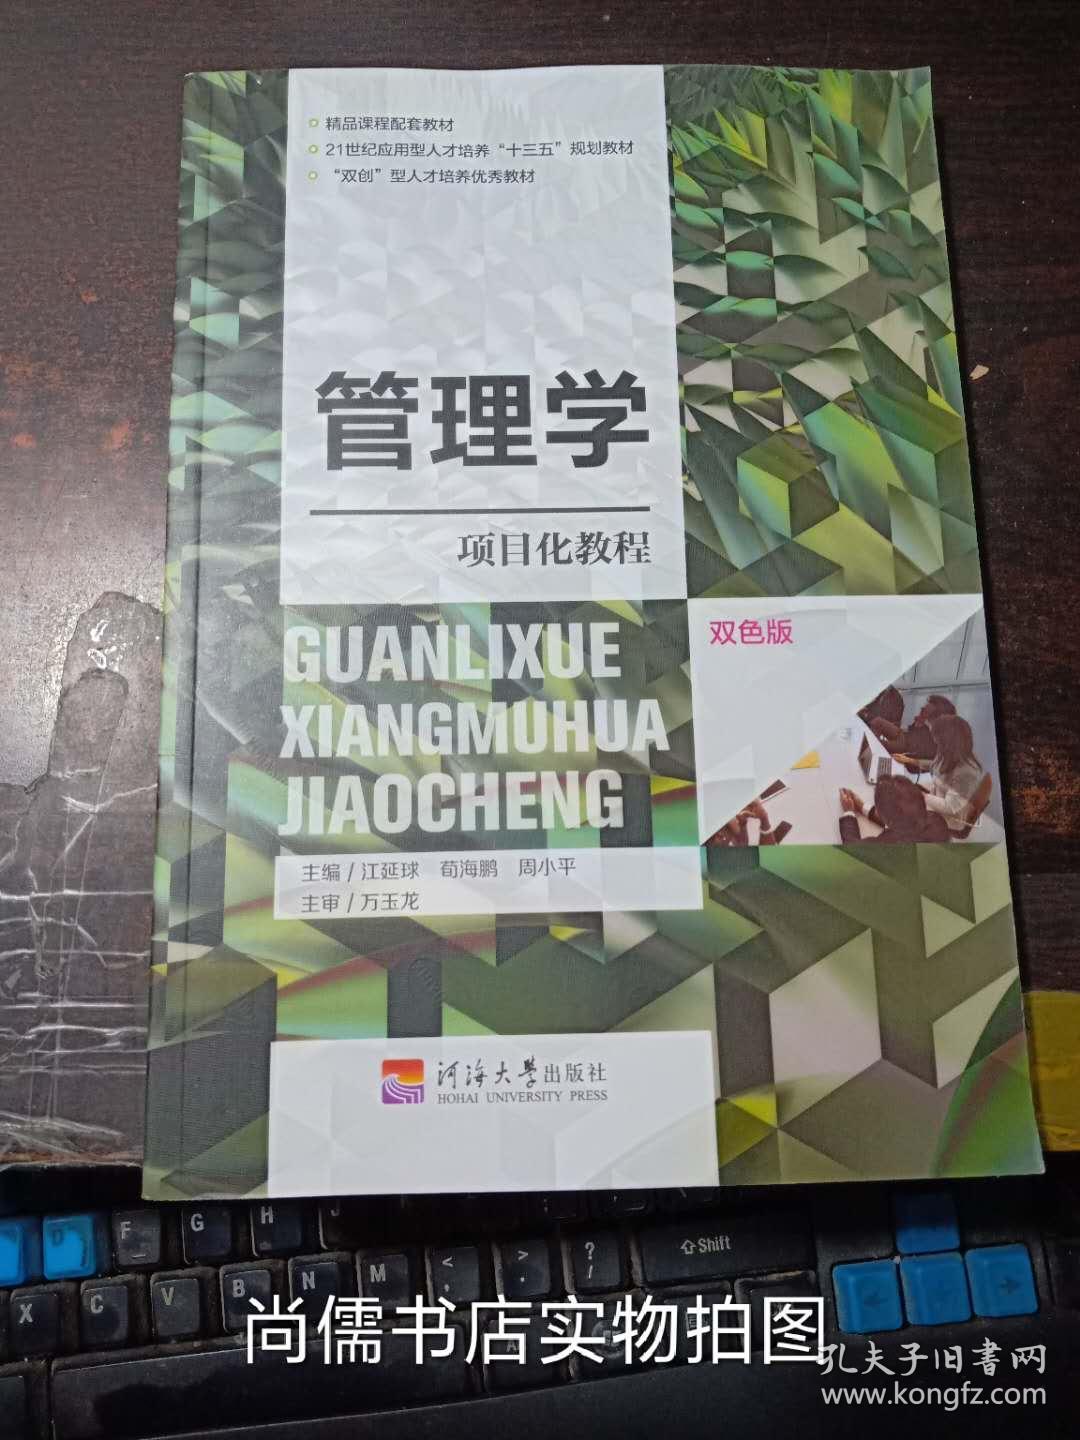 精品课程配套教材
21世纪应用型人才培养“十三五”规划教材
“双创”型人才培养优秀教材
管理学
项目化教程
GUANLIXUE
XIANGMUHUA
JIAOCHENG
双色版
主编/江延球 荀海鹏 周小平
主审/万玉龙
河海大学出版社
HOHAI UNIVERSITY PRESS
D F G H J
< > ? Shift
X C V B N M , . /
尚儒书店实物拍图
孔夫子旧书网
www.kongfz.com